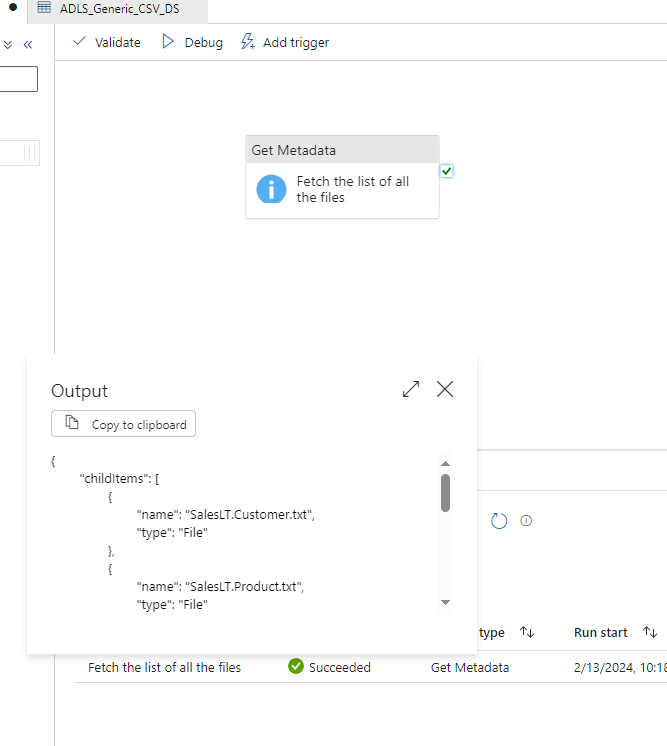 ADLS_Generic_CSV_DS
Validate Debug Add trigger
Get Metadata
Fetch the list of all
the files
Output
Copy to clipboard
{
"childItems": [
{
"name": "SalesLT.Customer.txt",
"type": "File"
},
{
"name": "SalesLT.Product.txt",
"type": "File"
type Run start
Fetch the list of all the files Succeeded Get Metadata 2/13/2024, 10:18